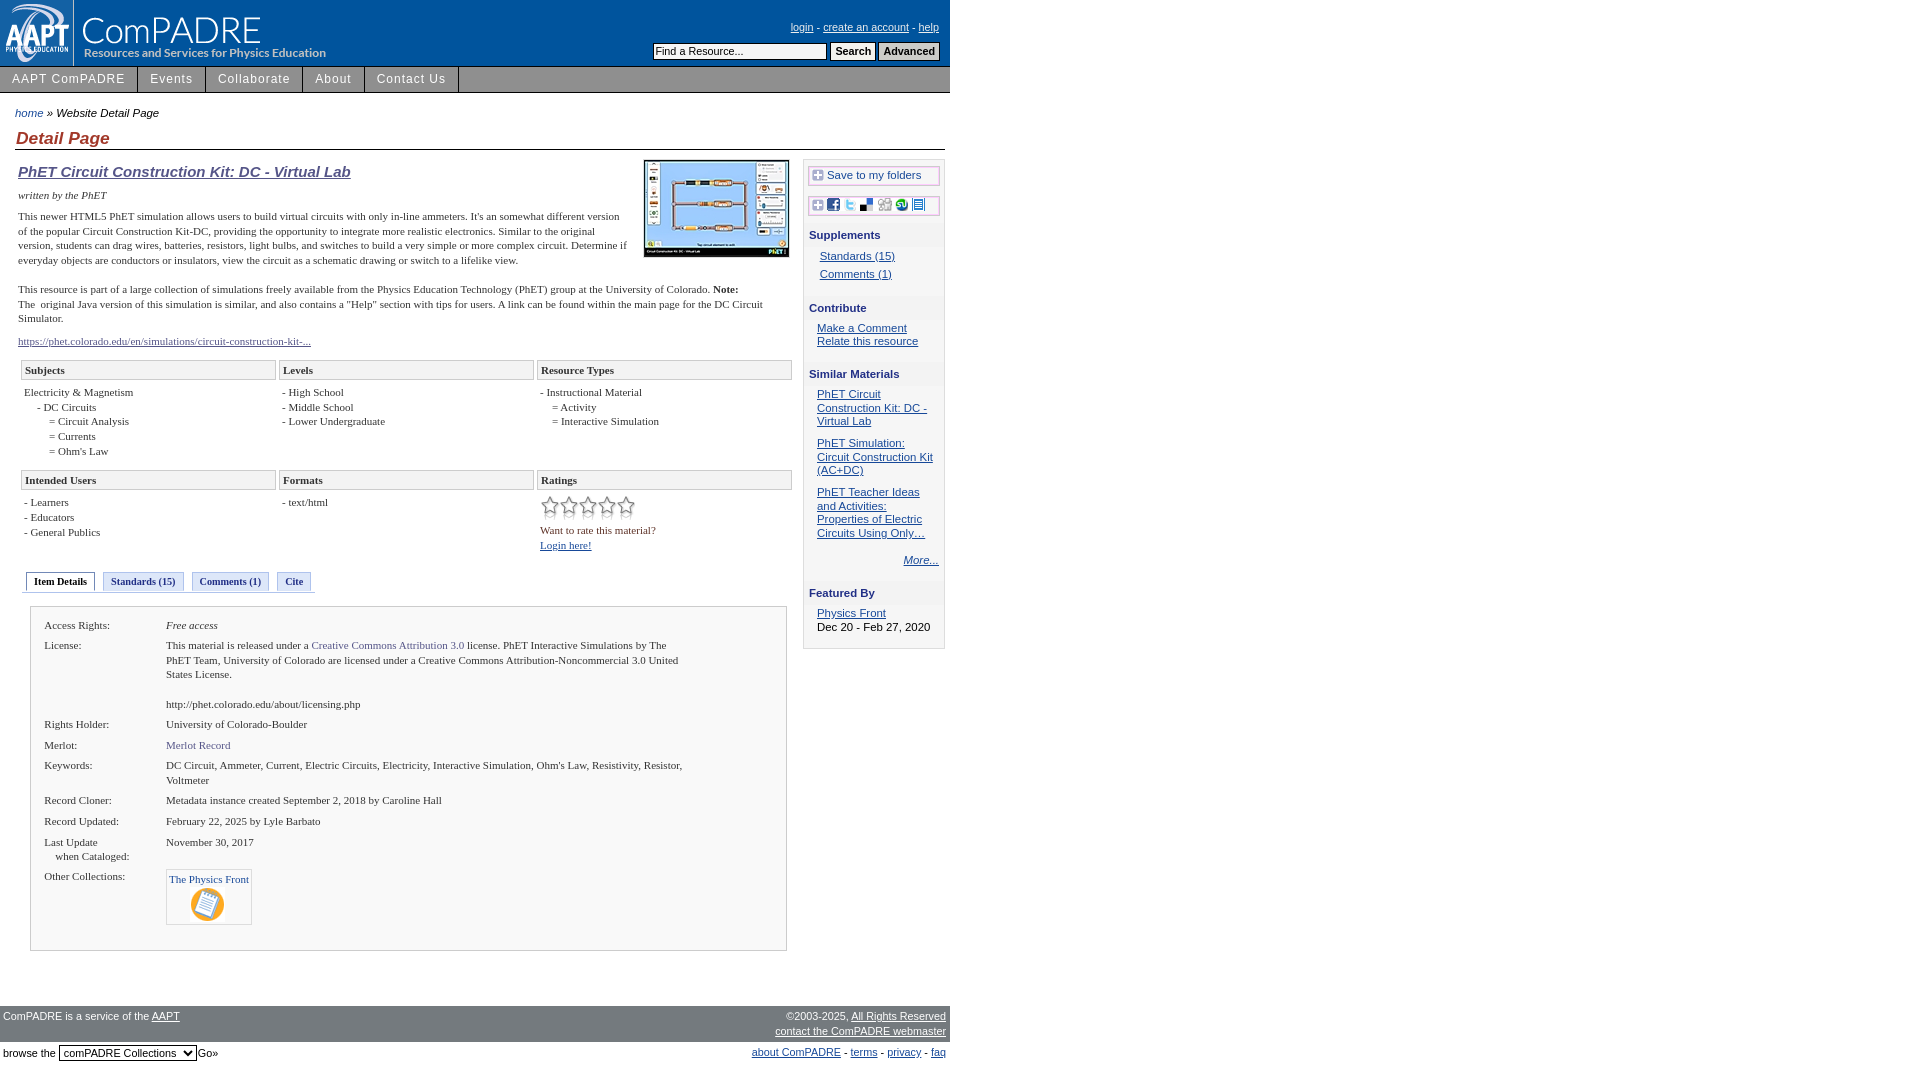 AAPT
PHYSICS EDUCATION
ComPADRE
Resources and Services for Physics Education
login - create an account - help
Find a Resource...
Search
Advanced
AAPT ComPADRE
Events
Collaborate
About
Contact Us
home » Website Detail Page
Detail Page
PhET Circuit Construction Kit: DC - Virtual Lab
written by the PhET
This newer HTML5 PhET simulation allows users to build virtual circuits with only in-line ammeters. It's an somewhat different version
of the popular Circuit Construction Kit-DC, providing the opportunity to integrate more realistic electronics. Similar to the original
version, students can drag wires, batteries, resistors, light bulbs, and switches to build a very simple or more complex circuit. Determine if
everyday objects are conductors or insulators, view the circuit as a schematic drawing or switch to a lifelike view.
This resource is part of a large collection of simulations freely available from the Physics Education Technology (PhET) group at the University of Colorado. Note:
The original Java version of this simulation is similar, and also contains a "Help" section with tips for users. A link can be found within the main page for the DC Circuit
Simulator.
https://phet.colorado.edu/en/simulations/circuit-construction-kit-...
Subjects
Electricity & Magnetism
- DC Circuits
= Circuit Analysis
= Currents
= Ohm's Law
Levels
- High School
- Middle School
- Lower Undergraduate
Resource Types
- Instructional Material
= Activity
= Interactive Simulation
Intended Users
- Learners
- Educators
- General Publics
Formats
- text/html
Ratings
Want to rate this material?
Login here!
Item Details
Standards (15)
Comments (1)
Cite
Access Rights:
Free access
License:
This material is released under a Creative Commons Attribution 3.0 license. PhET Interactive Simulations by The
PhET Team, University of Colorado are licensed under a Creative Commons Attribution-Noncommercial 3.0 United
States License.
http://phet.colorado.edu/about/licensing.php
Rights Holder:
University of Colorado-Boulder
Merlot:
Merlot Record
Keywords:
DC Circuit, Ammeter, Current, Electric Circuits, Electricity, Interactive Simulation, Ohm's Law, Resistivity, Resistor,
Voltmeter
Record Cloner:
Metadata instance created September 2, 2018 by Caroline Hall
Record Updated:
February 22, 2025 by Lyle Barbato
Last Update
when Cataloged:
November 30, 2017
Other Collections:
The Physics Front
Save to my folders
Supplements
Standards (15)
Comments (1)
Contribute
Make a Comment
Relate this resource
Similar Materials
PhET Circuit
Construction Kit: DC -
Virtual Lab
PhET Simulation:
Circuit Construction Kit
(AC+DC)
PhET Teacher Ideas
and Activities:
Properties of Electric
Circuits Using Only…
More...
Featured By
Physics Front
Dec 20 - Feb 27, 2020
ComPADRE is a service of the AAPT
©2003-2025, All Rights Reserved
contact the ComPADRE webmaster
browse the
comPADRE Collections
Go»
about ComPADRE - terms - privacy - faq